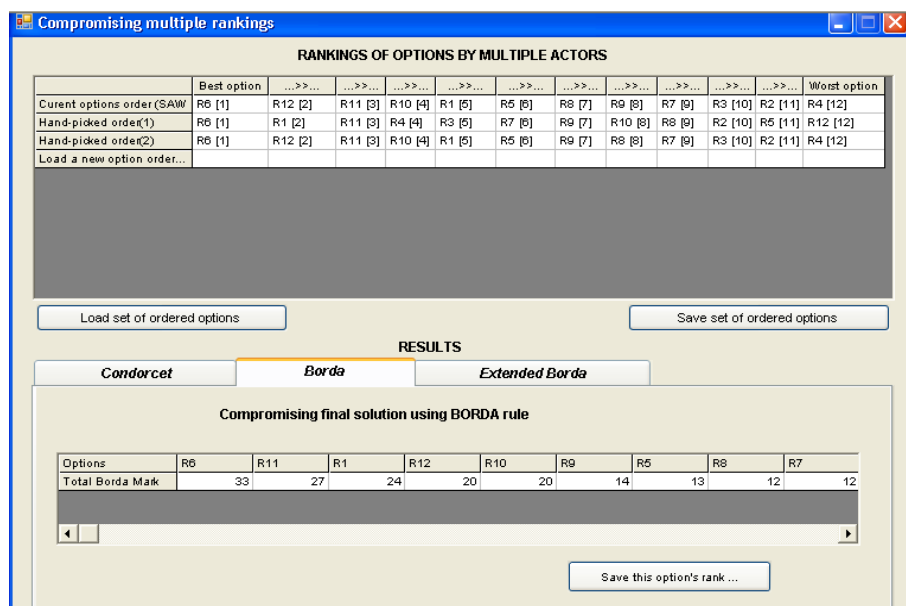 Compromising multiple rankings
RANKINGS OF OPTIONS BY MULTIPLE ACTORS
Best option ...>>... ...>>... ...>>... ...>>... ...>>... ...>>... ...>>... ...>>... ...>>... ...>>... Worst option
Curent options order (SAW R6 [1] R12 [2] R11 [3] R10 [4] R1 [5] R5 [6] R8 [7] R9 [8] R7 [9] R3 [10] R2 [11] R4 [12]
Hand-picked order(1) R6 [1] R1 [2] R11 [3] R4 [4] R3 [5] R7 [6] R9 [7] R10 [8] R8 [9] R2 [10] R5 [11] R12 [12]
Hand-picked order(2) R6 [1] R12 [2] R11 [3] R10 [4] R1 [5] R5 [6] R9 [7] R8 [8] R7 [9] R3 [10] R2 [11] R4 [12]
Load a new option order...
Load set of ordered options Save set of ordered options
RESULTS
Condorcet Borda Extended Borda
Compromising final solution using BORDA rule
Options R6 R11 R1 R12 R10 R9 R5 R8 R7
Total Borda Mark 33 27 24 20 20 14 13 12 12
Save this option's rank ...